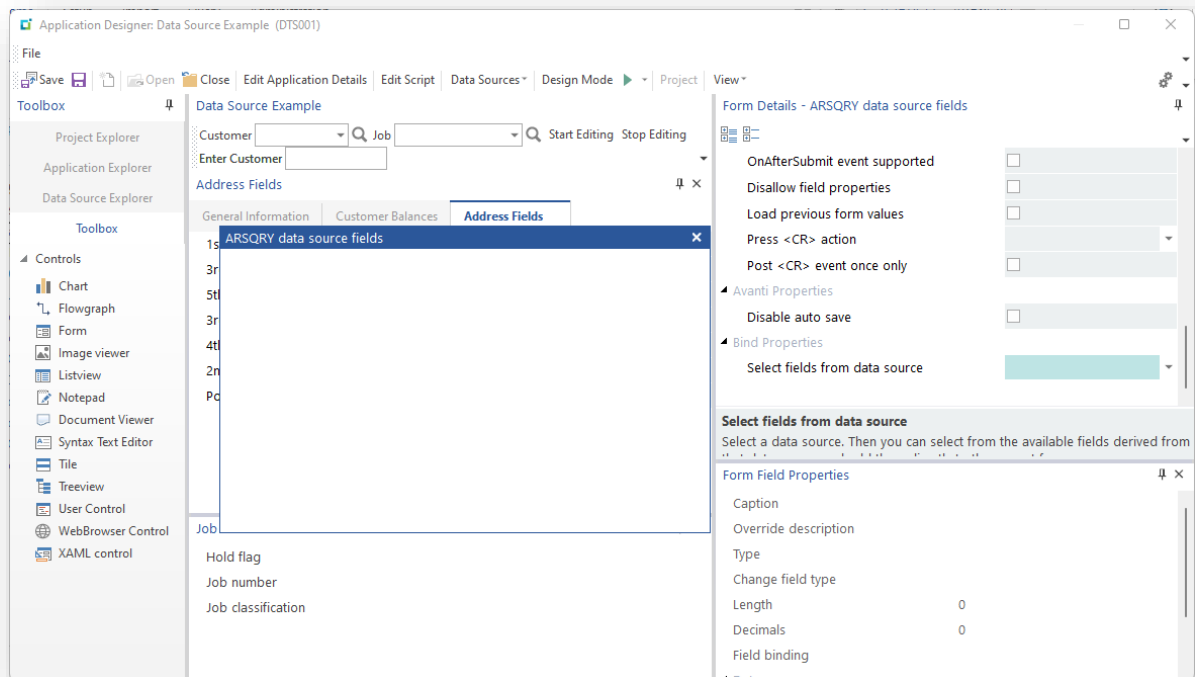 Application Designer: Data Source Example (DTS001)
File
Save Open Close Edit Application Details Edit Script Data Sources Design Mode Project View
Toolbox
Project Explorer
Application Explorer
Data Source Explorer
Toolbox
Controls
Chart
Flowgraph
Form
Image viewer
Listview
Notepad
Document Viewer
Syntax Text Editor
Tile
Treeview
User Control
WebBrowser Control
XAML control
Data Source Example
Customer Job Start Editing Stop Editing
Enter Customer
Address Fields
General Information Customer Balances Address Fields
ARSQRY data source fields
1s
3r
5tl
3r
4tl
2n
Po
Job
Hold flag
Job number
Job classification
Form Details - ARSQRY data source fields
OnAfterSubmit event supported
Disallow field properties
Load previous form values
Press <CR> action
Post <CR> event once only
Avanti Properties
Disable auto save
Bind Properties
Select fields from data source
Select fields from data source
Select a data source. Then you can select from the available fields derived from
Form Field Properties
Caption
Override description
Type
Change field type
Length 0
Decimals 0
Field binding